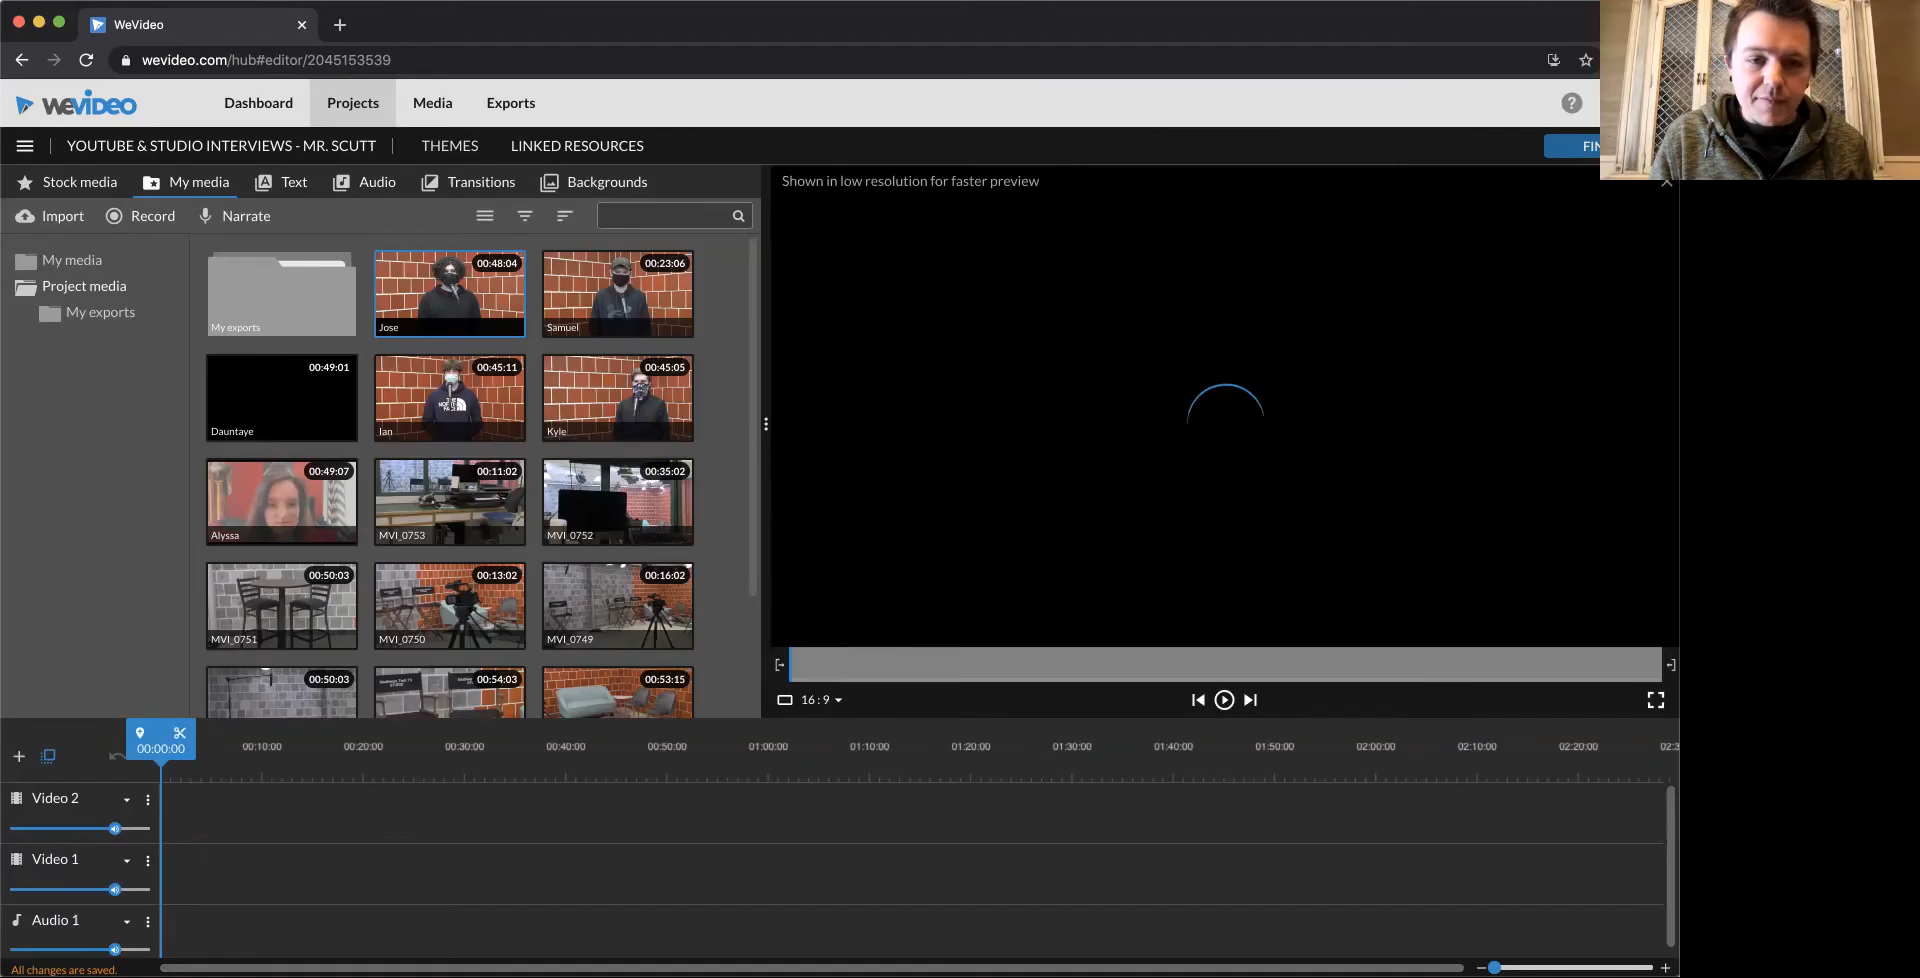 WeVideo
wevideo.com/hub#editor/2045153539
WEVIDEO Dashboard Projects Media Exports ?
YOUTUBE & STUDIO INTERVIEWS - MR. SCUTT THEMES LINKED RESOURCES FIN
Stock media My media Text Audio Transitions Backgrounds
Shown in low resolution for faster preview
Import Record Narrate
My media
Project media
My exports
My exports
00:48:04
Jose
00:23:06
Samuel
00:49:01
Dauntaye
00:45:11
THE NORTH FACE
Ian
00:45:05
Kyle
00:49:07
Alyssa
00:11:02
MVI_0753
00:35:02
MVI_0752
00:50:03
MVI_0751
00:13:02
MVI_0750
00:16:02
MVI_0749
00:50:03
00:54:03
00:53:15
16:9
00:00:00
00:10:00 00:20:00 00:30:00 00:40:00 00:50:00 01:00:00 01:10:00 01:20:00 01:30:00 01:40:00 01:50:00 02:00:00 02:10:00 02:20:00 02:3
Video 2
Video 1
Audio 1
All changes are saved.